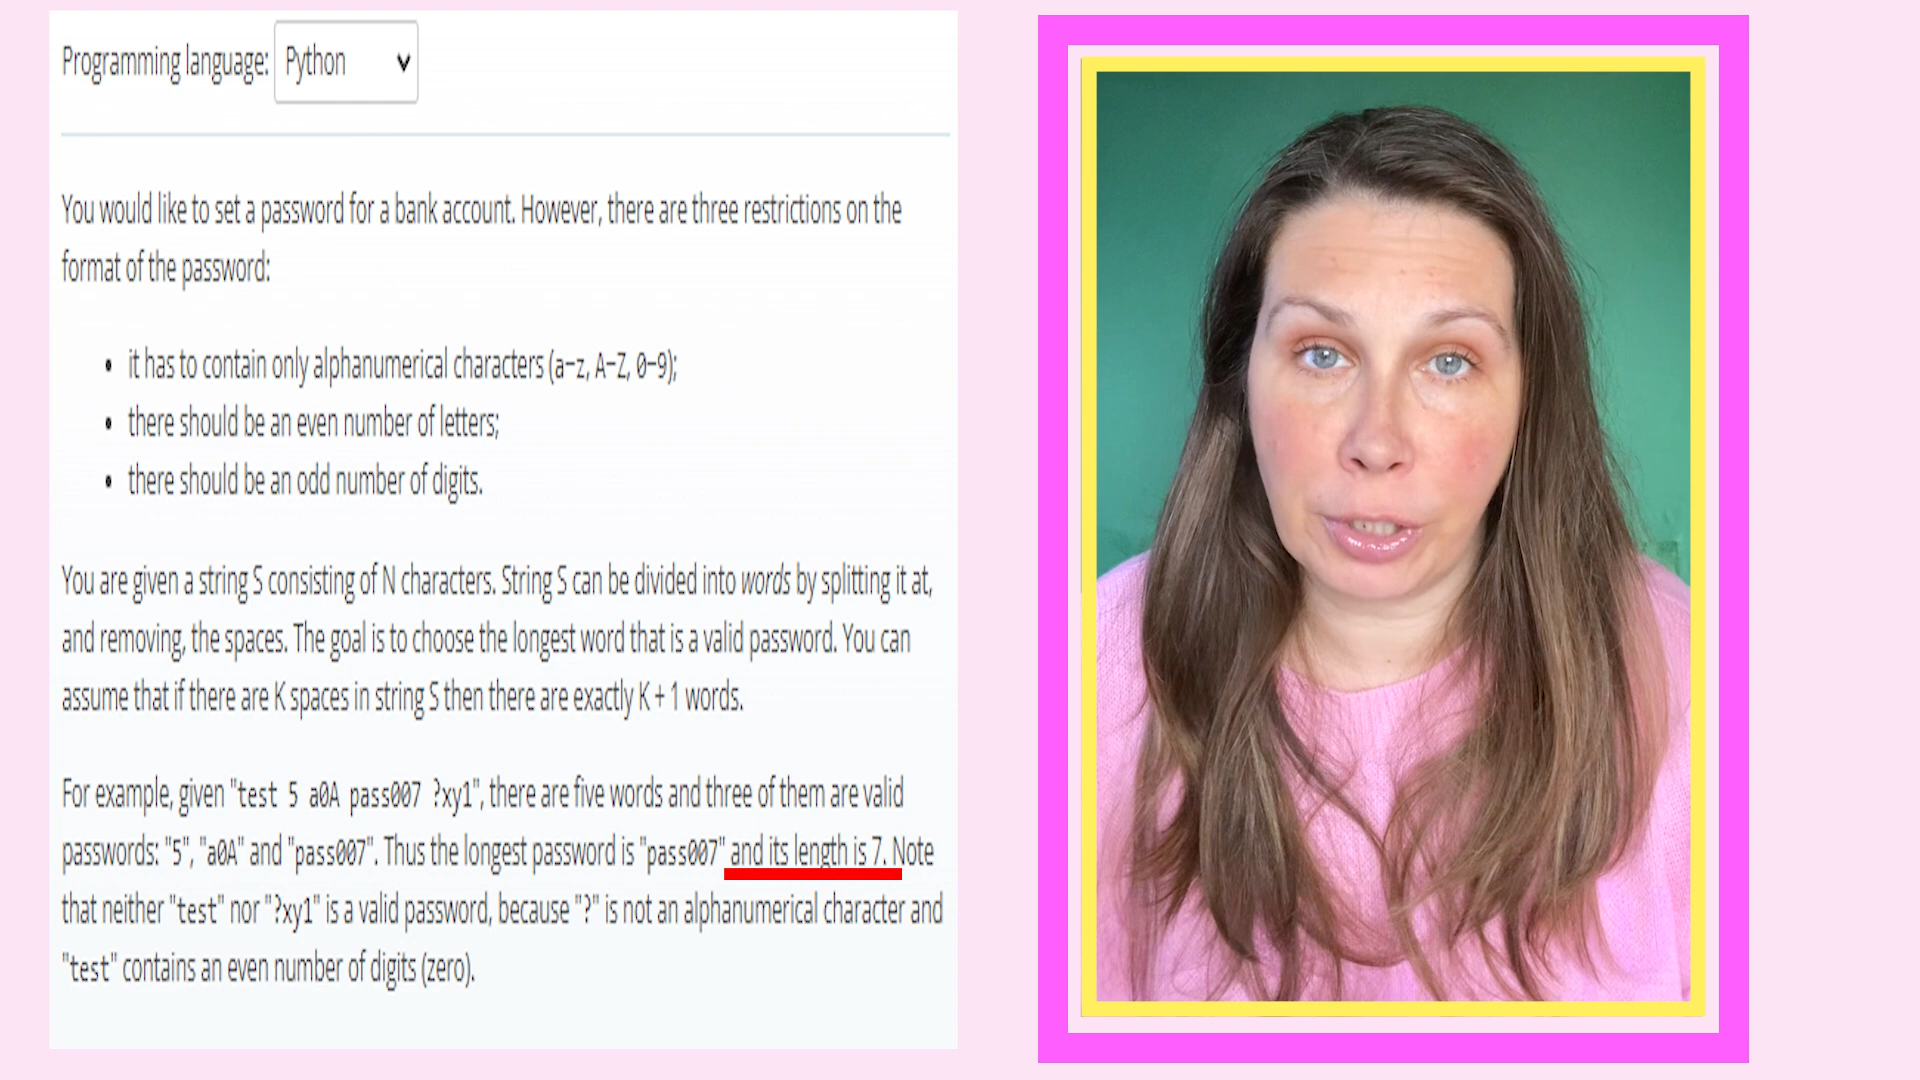 Programming language: Python
You would like to set a password for a bank account. However, there are three restrictions on the
format of the password:
• it has to contain only alphanumerical characters (a−z, A−Z, 0−9);
• there should be an even number of letters;
• there should be an odd number of digits.
You are given a string S consisting of N characters. String S can be divided into words by splitting it at,
and removing, the spaces. The goal is to choose the longest word that is a valid password. You can
assume that if there are K spaces in string S then there are exactly K + 1 words.
For example, given "test 5 a0A pass007 ?xy1", there are five words and three of them are valid
passwords: "5", "a0A" and "pass007". Thus the longest password is "pass007" and its length is 7. Note
that neither "test" nor "?xy1" is a valid password, because "?" is not an alphanumerical character and
"test" contains an even number of digits (zero).